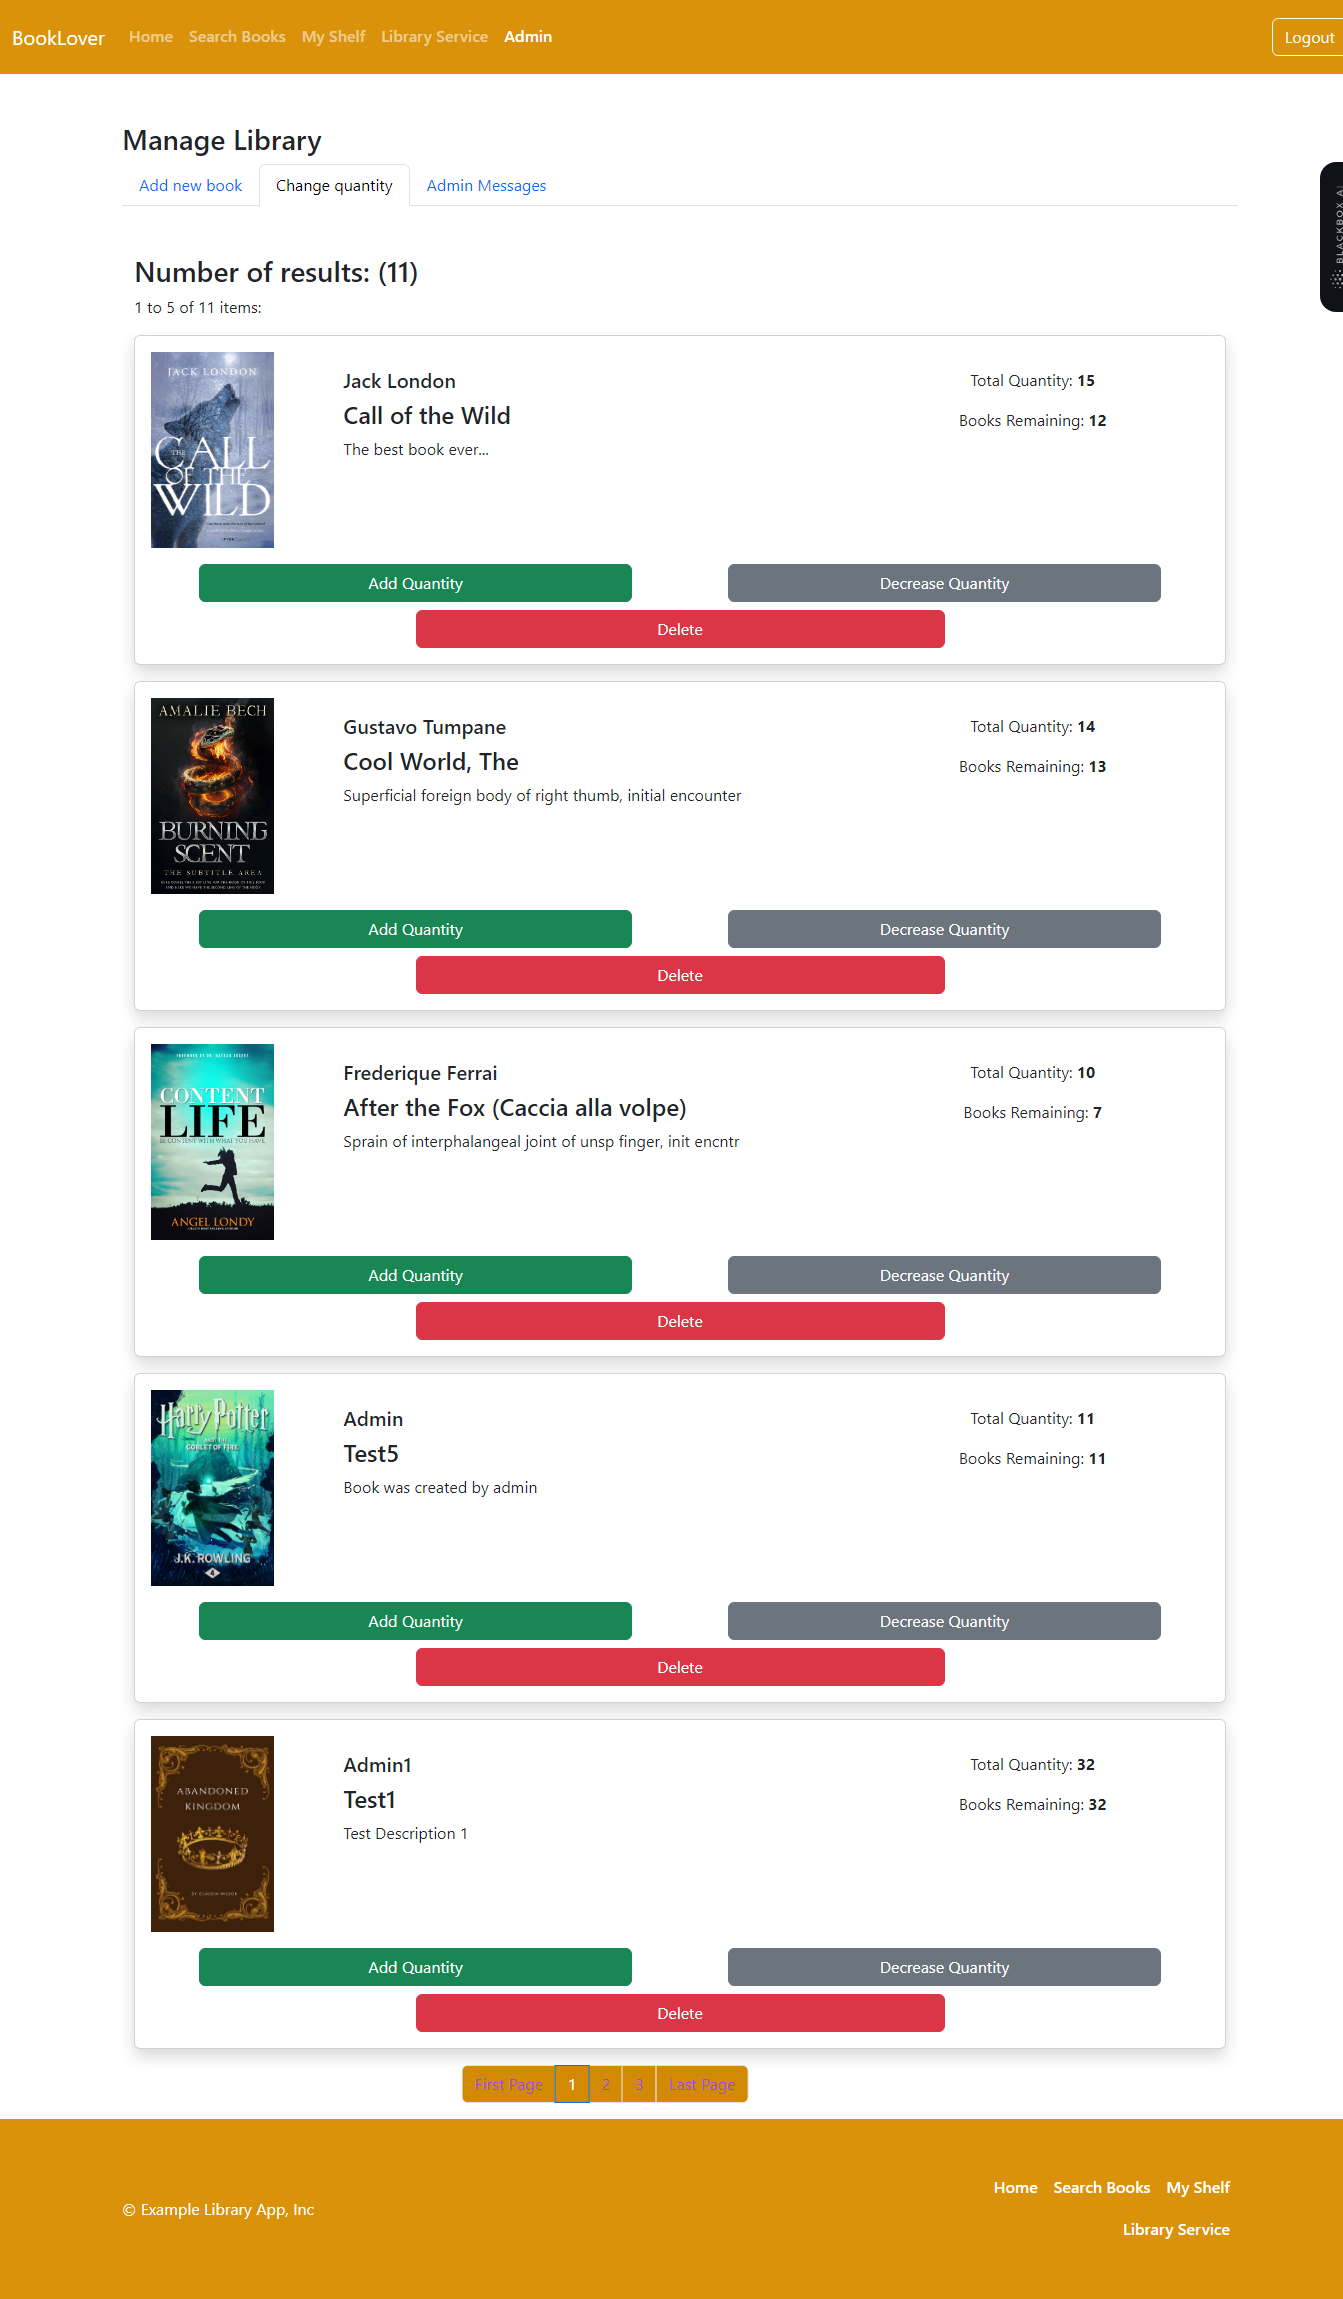 BookLover Home Search Books My Shelf Library Service Admin Logout
Manage Library
Add new book Change quantity Admin Messages
BLACKBOX AI
Number of results: (11)
1 to 5 of 11 items:
JACK LONDON
THE CALL
OF THE
WILD
Jack London
Call of the Wild
The best book ever...
Total Quantity: 15
Books Remaining: 12
Add Quantity Decrease Quantity
Delete
AMALIE BECH
BURNING
SCENT
THE SUBTITLE AREA
Gustavo Tumpane
Cool World, The
Superficial foreign body of right thumb, initial encounter
Total Quantity: 14
Books Remaining: 13
Add Quantity Decrease Quantity
Delete
CONTENT
LIFE
BE CONTENT WITH WHAT YOU HAVE
ANGEL LONDY
Frederique Ferrai
After the Fox (Caccia alla volpe)
Sprain of interphalangeal joint of unsp finger, init encntr
Total Quantity: 10
Books Remaining: 7
Add Quantity Decrease Quantity
Delete
Harry Potter
AND THE
GOBLET OF FIRE
J.K. ROWLING
4
Admin
Test5
Book was created by admin
Total Quantity: 11
Books Remaining: 11
Add Quantity Decrease Quantity
Delete
ABANDONED
KINGDOM
BY CLAUDIA WILSON
Admin1
Test1
Test Description 1
Total Quantity: 32
Books Remaining: 32
Add Quantity Decrease Quantity
Delete
First Page 1 2 3 Last Page
© Example Library App, Inc
Home Search Books My Shelf
Library Service